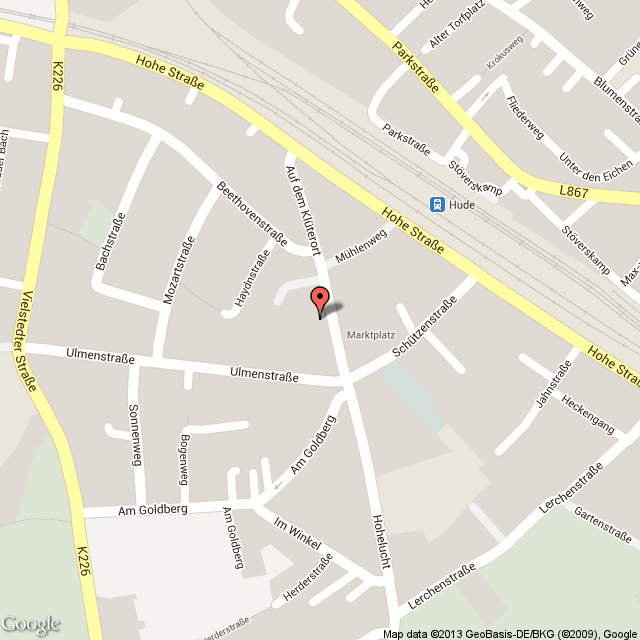 Alter Torfplatz
Grüne
Krokusweg
K226
Hohe Straße
Parkstraße
Blumenstra
Fliederweg
Parkstraße
Unter den Eichen
Stöverskamp
L867
Auf dem Klüterort
Hude
Beethovenstraße
Hohe Straße
Bachstraße
Mozartstraße
Haydnstraße
Mühlenweg
Stöverskamp
Max-
Vielstedter Straße
Marktplatz
Schützenstraße
Ulmenstraße
Ulmenstraße
Hohe Straß
Jahnstraße
Heckengang
Sonnenweg
Bogenweg
Am Goldberg
Am Goldberg
Am Goldberg
Im Winkel
Hohelucht
Lerchenstraße
Gartenstraße
K226
Herderstraße
Lerchenstraße
Herderstraße
Google
Map data ©2013 GeoBasis-DE/BKG (©2009), Google